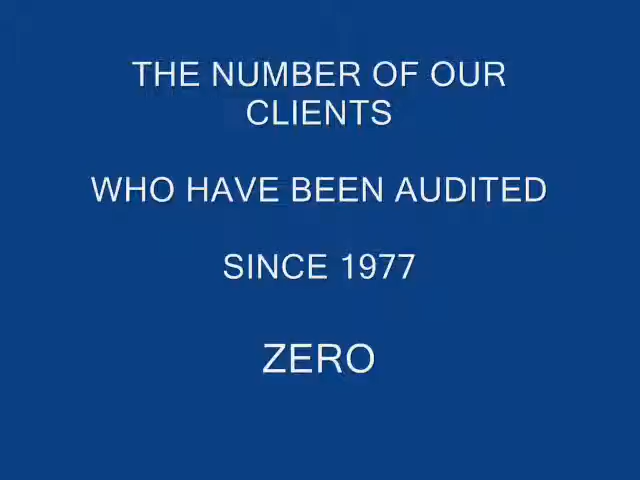 THE NUMBER OF OUR
CLIENTS
WHO HAVE BEEN AUDITED
SINCE 1977
ZERO